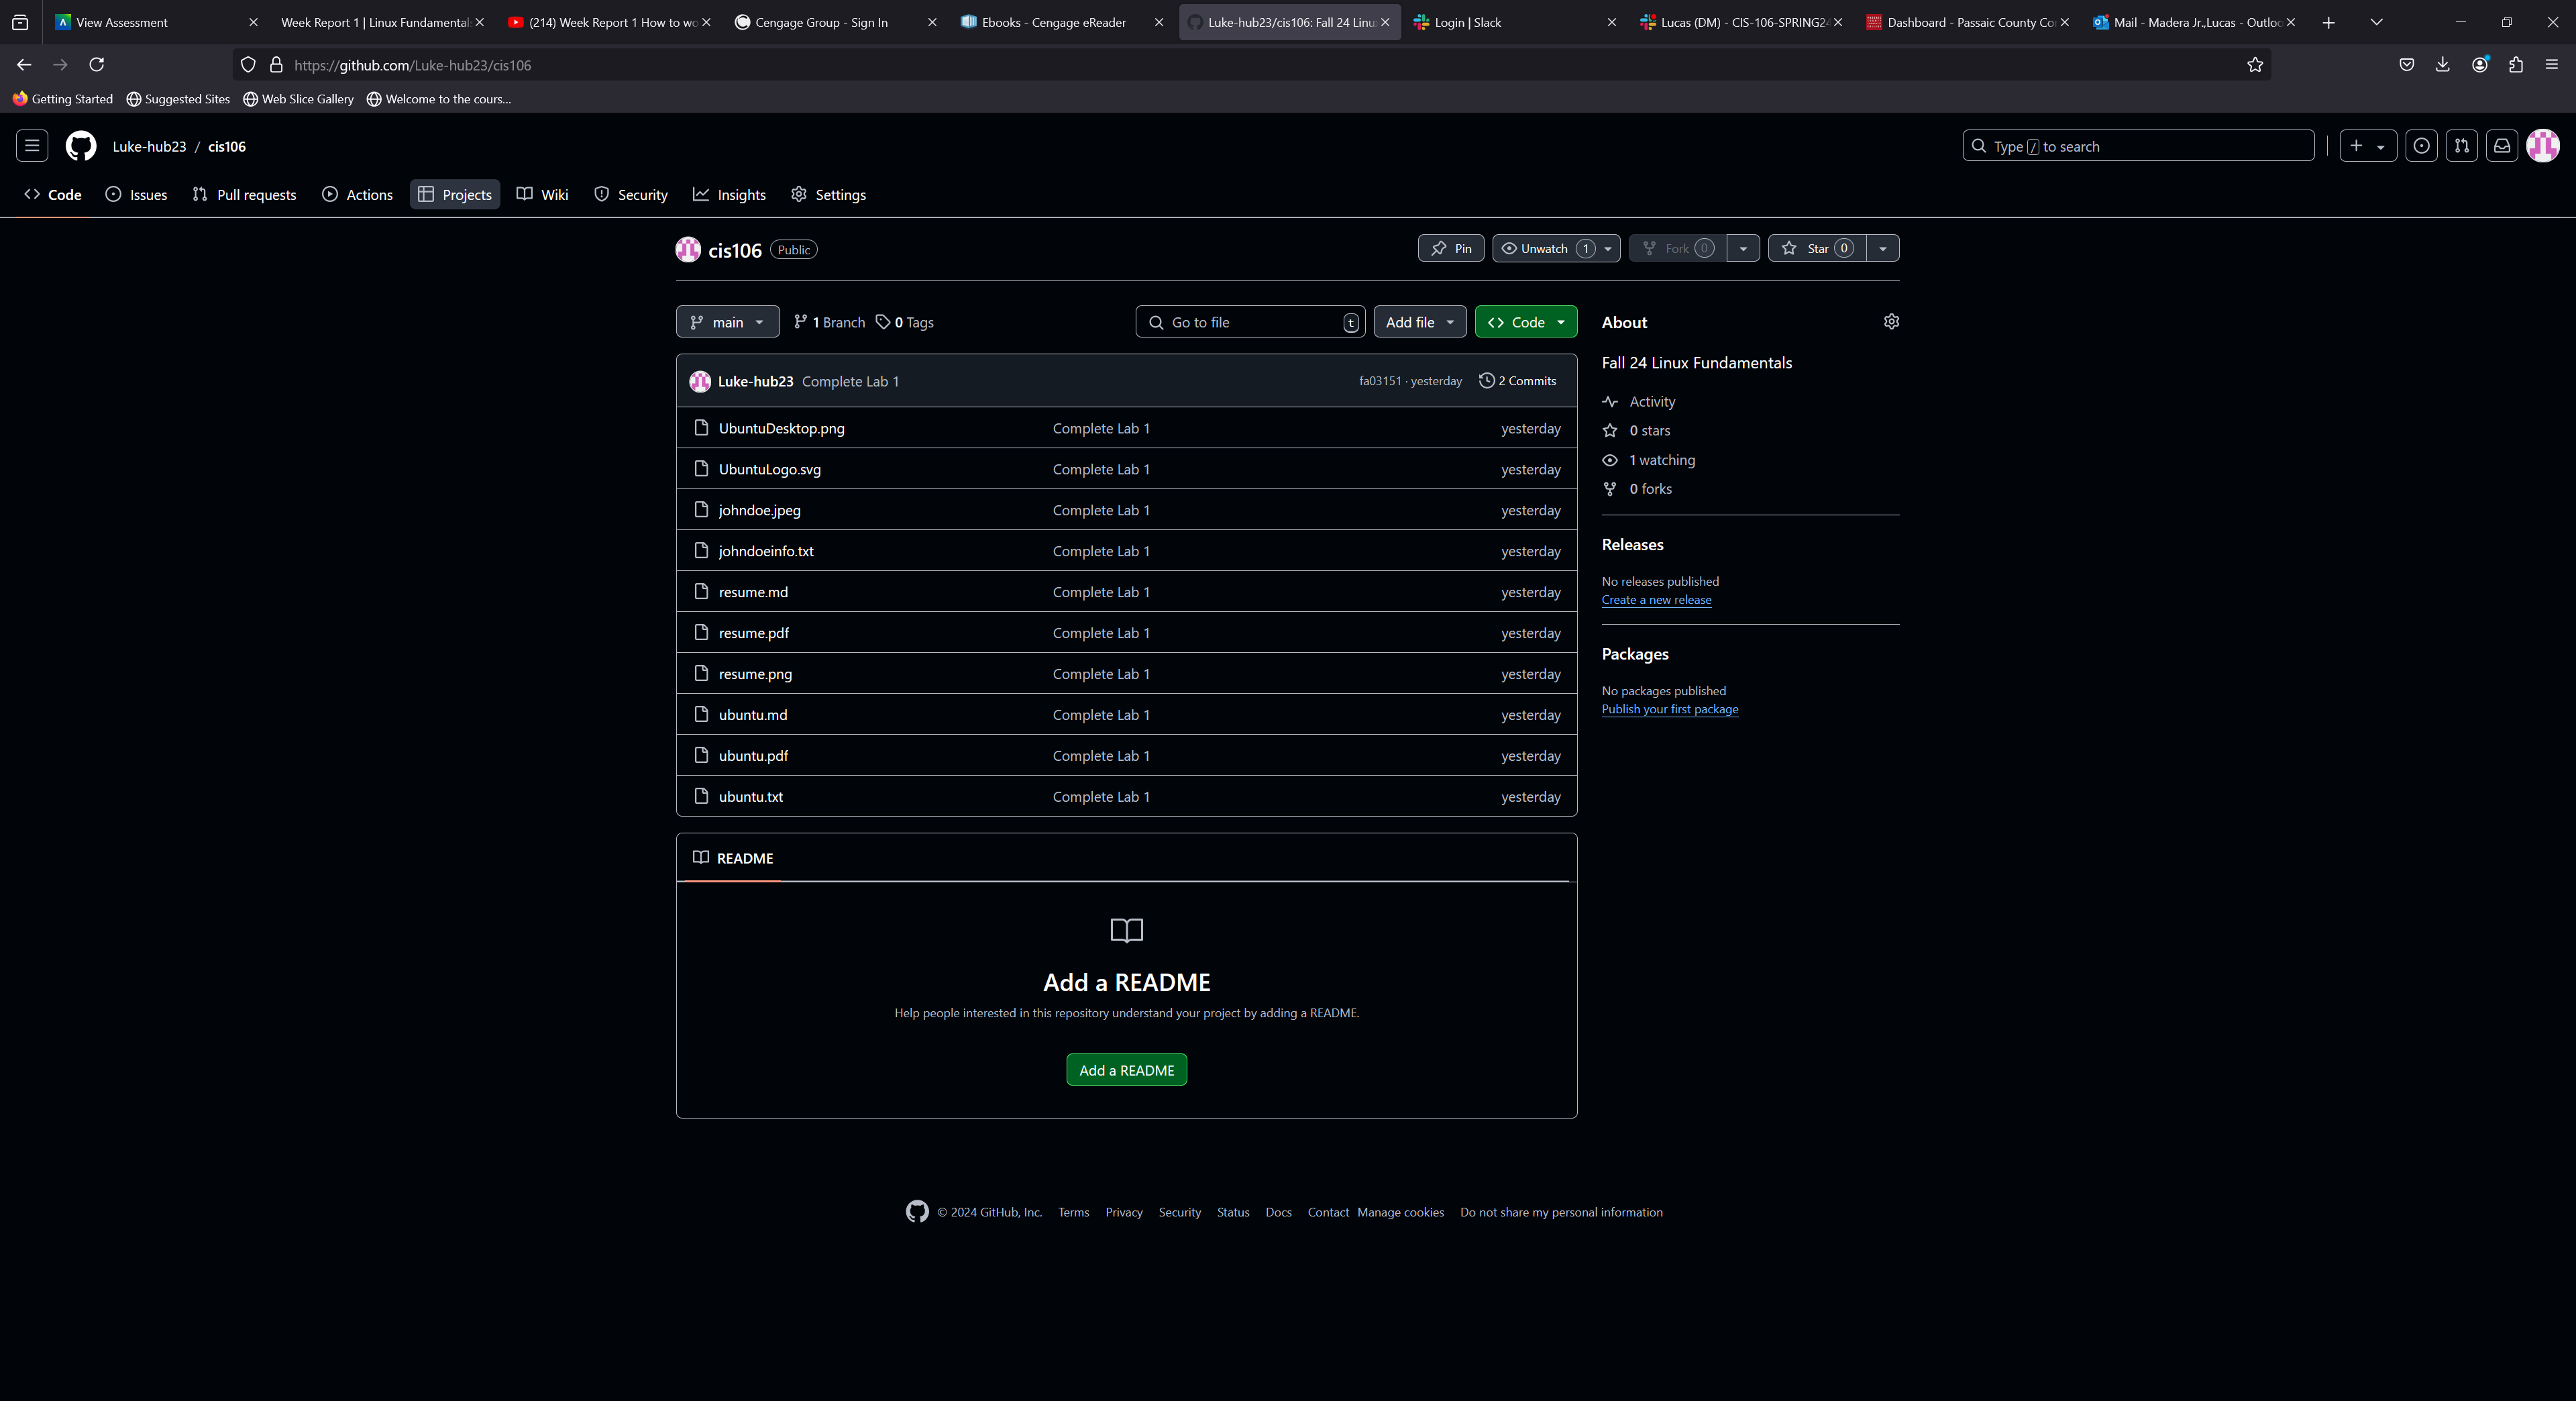 View Assessment
Week Report 1 | Linux Fundamentals
(214) Week Report 1 How to wo
Cengage Group - Sign In
Ebooks - Cengage eReader
Luke-hub23/cis106: Fall 24 Linu
Login | Slack
Lucas (DM) - CIS-106-SPRING24
Dashboard - Passaic County Co
Mail - Madera Jr.,Lucas - Outloo
https://github.com/Luke-hub23/cis106
Getting Started
Suggested Sites
Web Slice Gallery
Welcome to the cours...
Luke-hub23 / cis106
Type / to search
Code
Issues
Pull requests
Actions
Projects
Wiki
Security
Insights
Settings
cis106 Public
Pin
Unwatch 1
Fork 0
Star 0
main
1 Branch
0 Tags
Go to file t
Add file
Code
Luke-hub23 Complete Lab 1 fa03151 · yesterday 2 Commits
UbuntuDesktop.png Complete Lab 1 yesterday
UbuntuLogo.svg Complete Lab 1 yesterday
johndoe.jpeg Complete Lab 1 yesterday
johndoeinfo.txt Complete Lab 1 yesterday
resume.md Complete Lab 1 yesterday
resume.pdf Complete Lab 1 yesterday
resume.png Complete Lab 1 yesterday
ubuntu.md Complete Lab 1 yesterday
ubuntu.pdf Complete Lab 1 yesterday
ubuntu.txt Complete Lab 1 yesterday
README
Add a README
Help people interested in this repository understand your project by adding a README.
Add a README
About
Fall 24 Linux Fundamentals
Activity
0 stars
1 watching
0 forks
Releases
No releases published
Create a new release
Packages
No packages published
Publish your first package
© 2024 GitHub, Inc. Terms Privacy Security Status Docs Contact Manage cookies Do not share my personal information